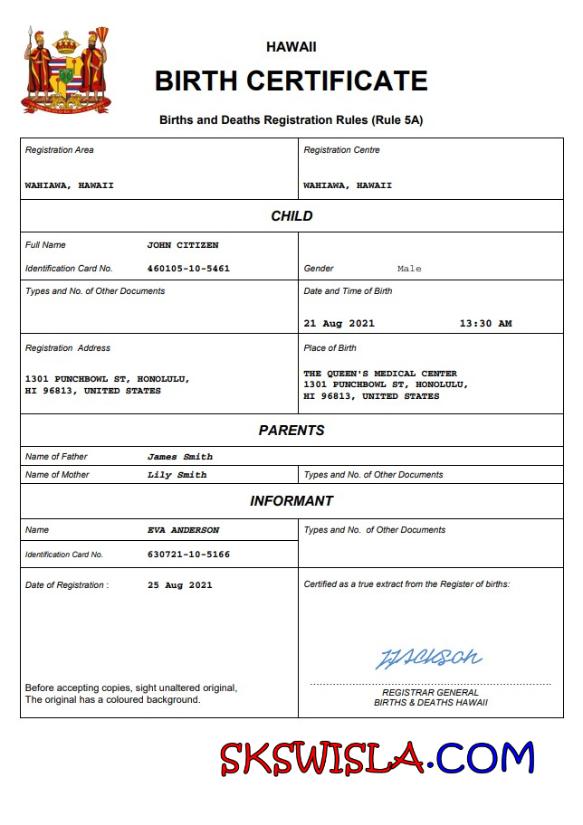 HAWAII
BIRTH CERTIFICATE
Births and Deaths Registration Rules (Rule 5A)
Registration Area
Registration Centre
WAHIAWA, HAWAII
WAHIAWA, HAWAII
CHILD
Full Name JOHN CITIZEN
Identification Card No. 460105-10-5461
Gender Male
Types and No. of Other Documents
Date and Time of Birth
21 Aug 2021 13:30 AM
Registration Address
Place of Birth
1301 PUNCHBOWL ST, HONOLULU,
HI 96813, UNITED STATES
THE QUEEN'S MEDICAL CENTER
1301 PUNCHBOWL ST, HONOLULU,
HI 96813, UNITED STATES
PARENTS
Name of Father James Smith
Name of Mother Lily Smith
Types and No. of Other Documents
INFORMANT
Name EVA ANDERSON
Types and No. of Other Documents
Identification Card No. 630721-10-5166
Date of Registration : 25 Aug 2021
Certified as a true extract from the Register of births:
Before accepting copies, sight unaltered original,
The original has a coloured background.
REGISTRAR GENERAL
BIRTHS & DEATHS HAWAII
SKSWISLA.COM